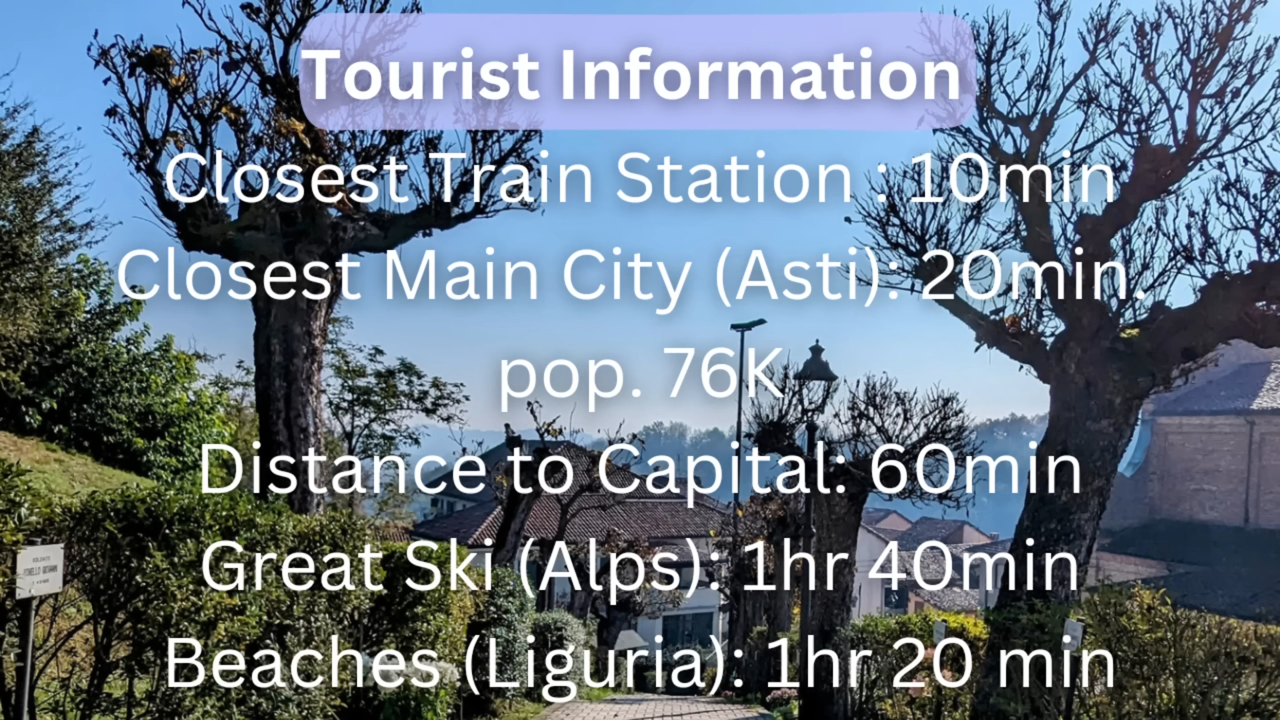 Tourist Information
Closest Train Station : 10min
Closest Main City (Asti): 20min.
pop. 76K
Distance to Capital: 60min
Great Ski (Alps): 1hr 40min
Beaches (Liguria): 1hr 20 min